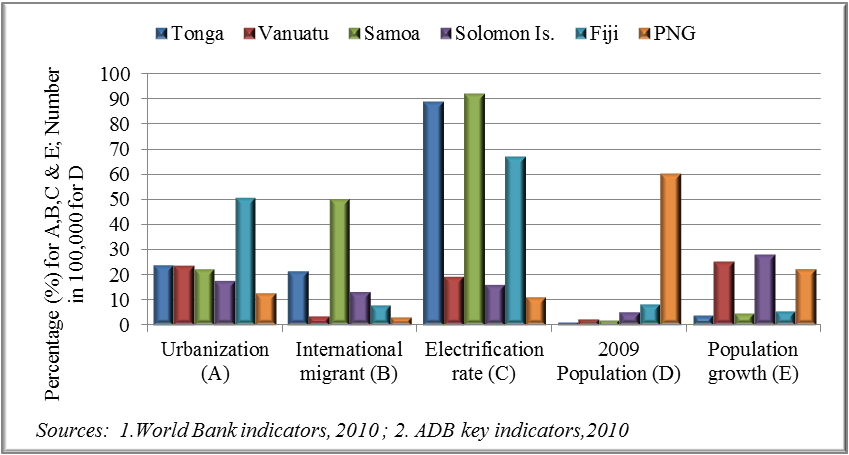 Tonga Vanuatu Samoa Solomon Is. Fiji PNG
Percentage (%) for A,B,C & E; Number
in 100,000 for D
100
90
80
70
60
50
40
30
20
10
0
Urbanization
(A)
International
migrant (B)
Electrification
rate (C)
2009
Population (D)
Population
growth (E)
Sources: 1.World Bank indicators, 2010 ; 2. ADB key indicators,2010